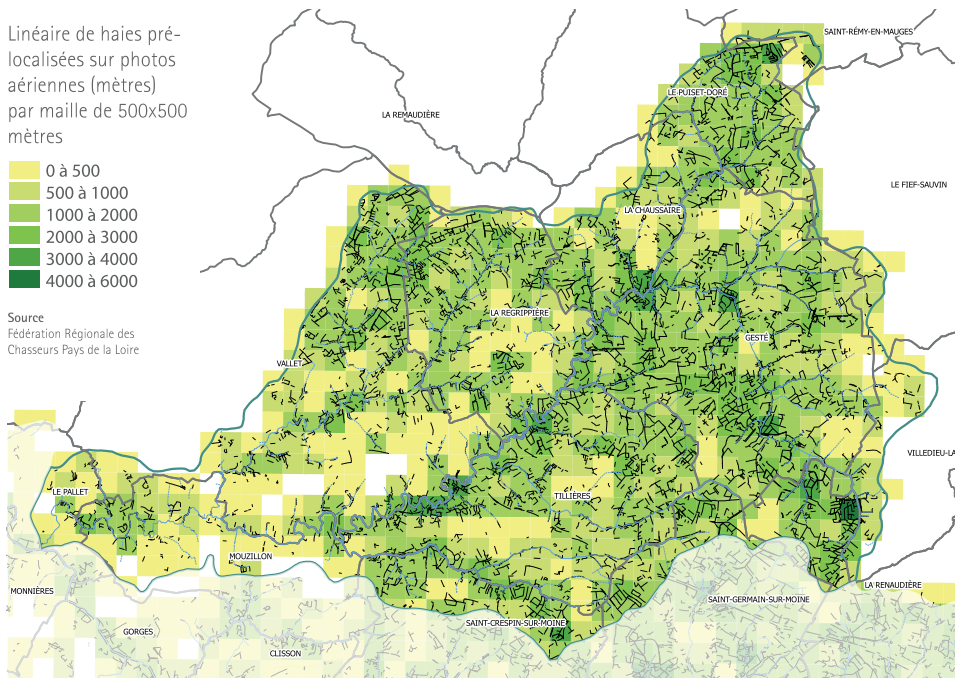 Linéaire de haies pré-
localisées sur photos
aériennes (mètres)
par maille de 500x500
mètres
0 à 500
500 à 1000
1000 à 2000
2000 à 3000
3000 à 4000
4000 à 6000
Source
Fédération Régionale des
Chasseurs Pays de la Loire
SAINT-RÉMY-EN-MAUGES
LE-PUISET-DORÉ
LA REMAUDIÈRE
LE FIEF-SAUVIN
LA CHAUSSAIRE
LA REGRIPPIÈRE
GESTÉ
VALLET
VILLEDIEU-LA
LE PALLET
TILLIÈRES
MOUZILLON
MONNIÈRES
LA RENAUDIÈRE
SAINT-GERMAIN-SUR-MOINE
SAINT-CRESPIN-SUR-MOINE
GORGES
CLISSON